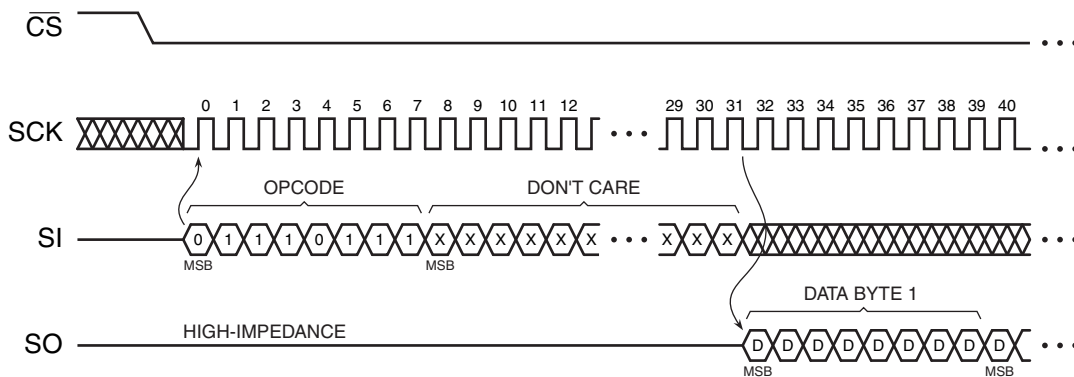 CS
0 1 2 3 4 5 6 7 8 9 10 11 12 29 30 31 32 33 34 35 36 37 38 39 40
SCK
OPCODE DON'T CARE
SI 0 1 1 1 0 1 1 1 X X X X X X X X X
MSB MSB
DATA BYTE 1
HIGH-IMPEDANCE
SO D D D D D D D D D
MSB MSB